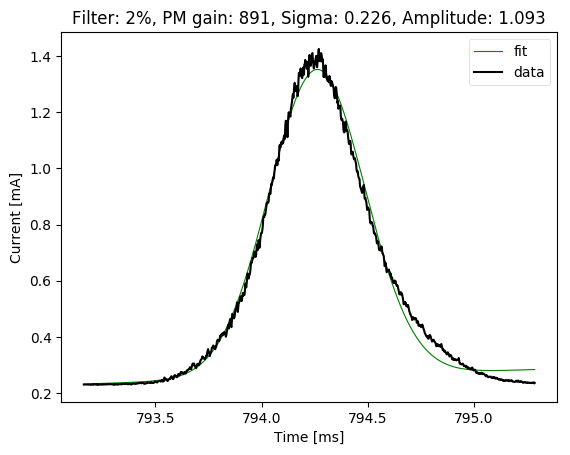 Filter: 2%, PM gain: 891, Sigma: 0.226, Amplitude: 1.093
fit
data
1.4
1.2
1.0
0.8
0.6
0.4
0.2
Current [mA]
793.5 794.0 794.5 795.0
Time [ms]